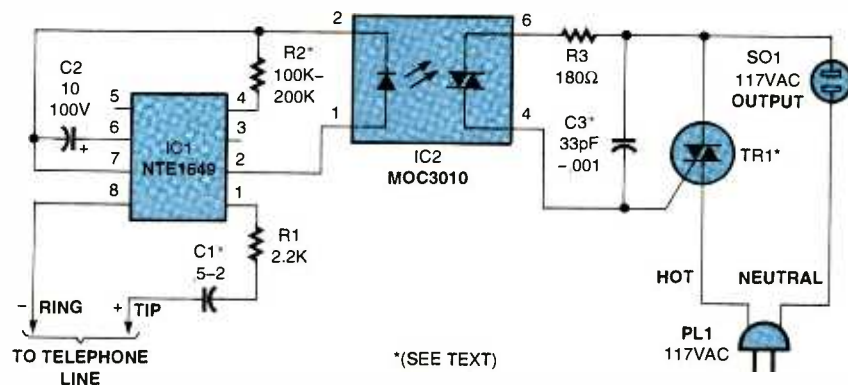 2
6
R2*
100K–
200K
R3
180Ω
SO1
117VAC
OUTPUT
C2
10
100V
5
4
6
3
+
7
2
8
1
IC1
NTE1649
1
4
IC2
MOC3010
C3*
33pF
-.001
TR1*
C1*
5–2
R1
2.2K
HOT
NEUTRAL
– RING
+ TIP
PL1
117VAC
TO TELEPHONE
LINE
*(SEE TEXT)